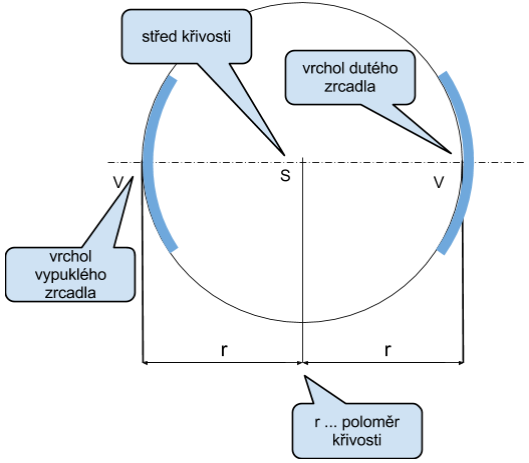 střed křivosti
vrchol dutého
zrcadla
V
S
V
vrchol
vypuklého
zrcadla
r
r
r ... poloměr
křivosti